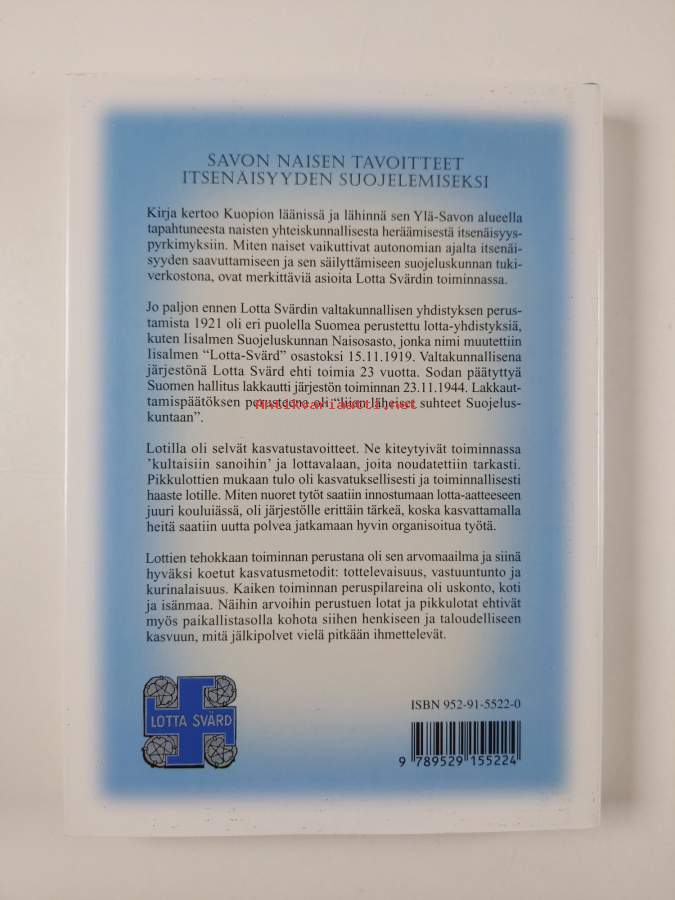 SAVON NAISEN TAVOITTEET
ITSENÄISYYDEN SUOJELEMISEKSI
Kirja kertoo Kuopion läänissä ja lähinnä sen Ylä-Savon alueella
tapahtuneesta naisten yhteiskunnallisesta heräämisestä itsenäisyys-
pyrkimyksiin. Miten naiset vaikuttivat autonomian ajalta itsenäi-
syyden saavuttamiseen ja sen säilyttämiseen suojeluskunnan tuki-
verkostona, ovat merkittäviä asioita Lotta Svärdin toiminnassa.
Jo paljon ennen Lotta Svärdin valtakunnallisen yhdistyksen perus-
tamista 1921 oli eri puolella Suomea perustettu lotta-yhdistyksiä,
kuten Iisalmen Suojeluskunnan Naisosasto, jonka nimi muutettiin
Iisalmen “Lotta-Svärd” osastoksi 15.11.1919. Valtakunnallisena
järjestönä Lotta Svärd ehti toimia 23 vuotta. Sodan päätyttyä
Suomen hallitus lakkautti järjestön toiminnan 23.11.1944. Lakkaut-
tamispäätöksen perusteena oli “liian läheiset suhteet Suojelus-
kuntaan”.
Antikvariaatti.net
Lotilla oli selvät kasvatustavoitteet. Ne kiteytyivät toiminnassa
’kultaisiin sanoihin’ ja lottavalaan, joita noudatettiin tarkasti.
Pikkulottien mukaan tulo oli kasvatuksellisesti ja toiminnallisesti
haaste lotille. Miten nuoret tytöt saatiin innostumaan lotta-aatteeseen
juuri kouluiässä, oli järjestölle erittäin tärkeä, koska kasvattamalla
heitä saatiin uutta polvea jatkamaan hyvin organisoitua työtä.
Lottien tehokkaan toiminnan perustana oli sen arvomaailma ja siinä
hyväksi koetut kasvatusmetodit: tottelevaisuus, vastuuntunto ja
kurinalaisuus. Kaiken toiminnan peruspilareina oli uskonto, koti
ja isänmaa. Näihin arvoihin perustuen lotat ja pikkulotat ehtivät
myös paikallistasolla kohota siihen henkiseen ja taloudelliseen
kasvuun, mitä jälkipolvet vielä pitkään ihmettelevät.
LOTTA SVÄRD
ISBN 952-91-5522-0
9 789529 155224